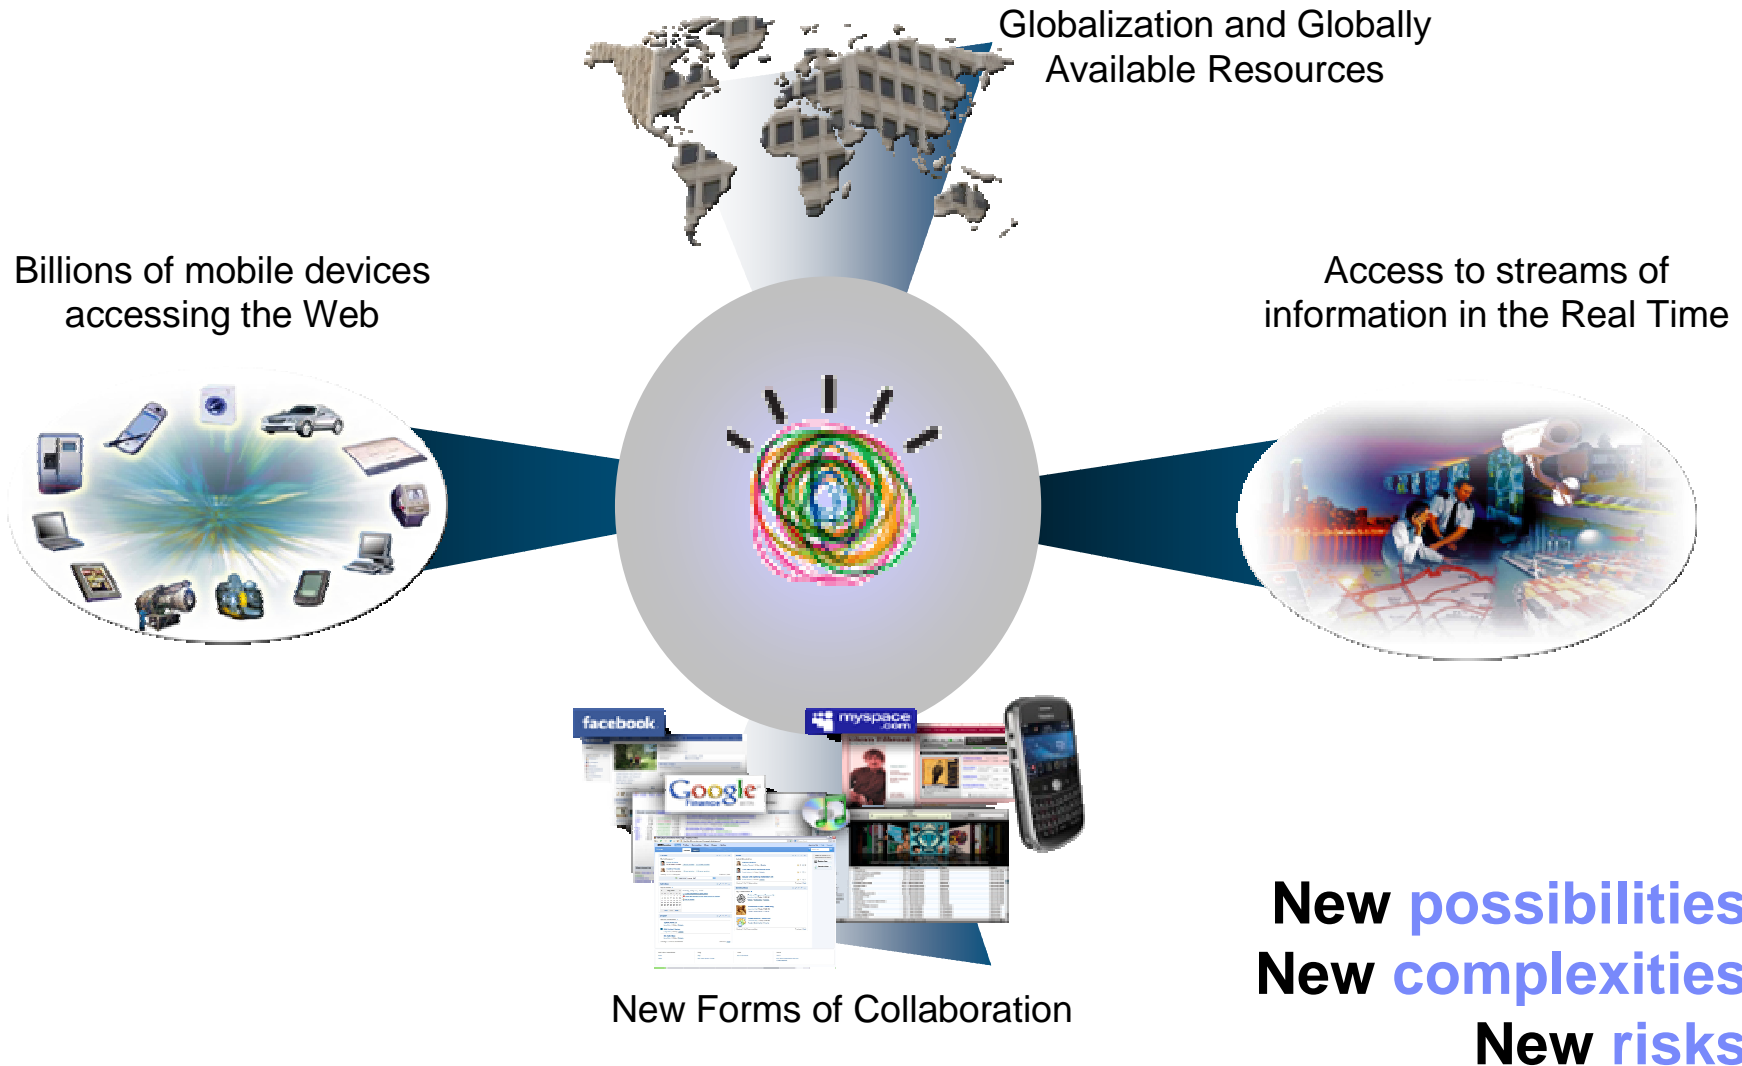 Globalization and Globally
Available Resources
Billions of mobile devices
accessing the Web
Access to streams of
information in the Real Time
facebook
myspace
.com
Google
Finance
New Forms of Collaboration
New possibilities
New complexities
New risks